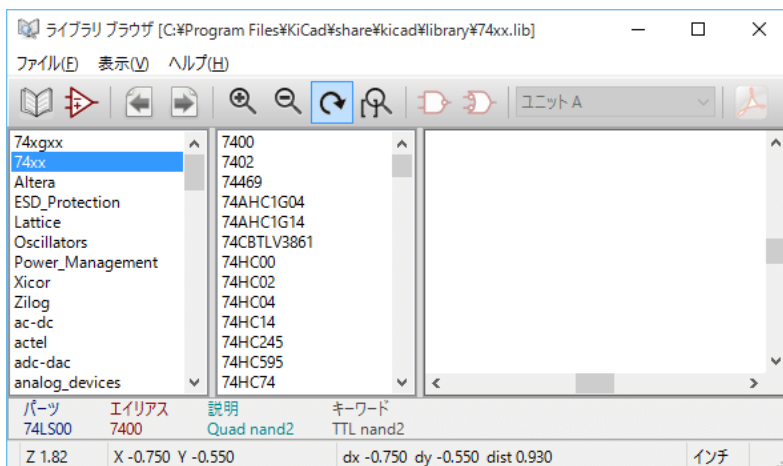 ライブラリ ブラウザ [C:¥Program Files¥KiCad¥share¥kicad¥library¥74xx.lib]
ファイル(F) 表示(V) ヘルプ(H)
ユニット A
74xgxx
74xx
Altera
ESD_Protection
Lattice
Oscillators
Power_Management
Xicor
Zilog
ac-dc
actel
adc-dac
analog_devices
7400
7402
74469
74AHC1G04
74AHC1G14
74CBTLV3861
74HC00
74HC02
74HC04
74HC14
74HC245
74HC595
74HC74
パーツ エイリアス 説明 キーワード
74LS00 7400 Quad nand2 TTL nand2
Z 1.82 X -0.750 Y -0.550 dx -0.750 dy -0.550 dist 0.930 インチ